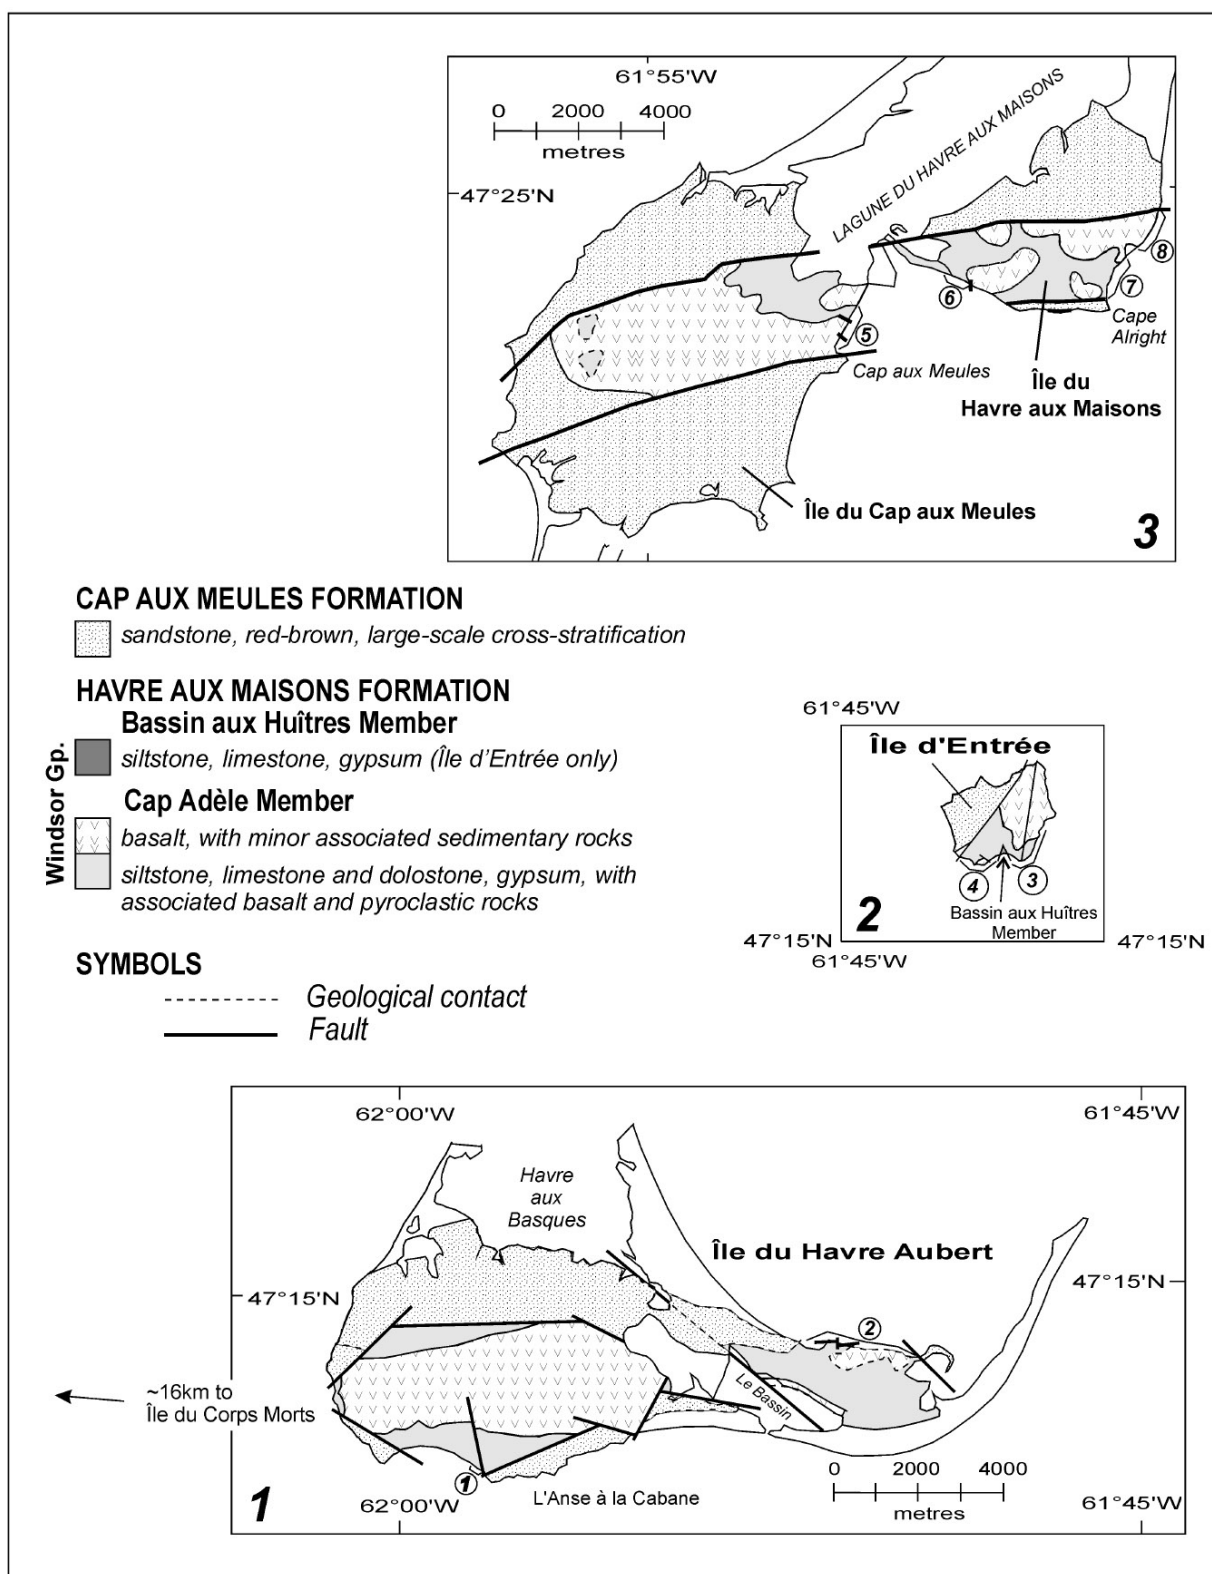 61°55'W
0 2000 4000
metres
47°25'N
LAGUNE DU HAVRE AUX MAISONS
8
7
6
5
Cape
Alright
Cap aux Meules
Île du
Havre aux Maisons
Île du Cap aux Meules
3
CAP AUX MEULES FORMATION
sandstone, red-brown, large-scale cross-stratification
HAVRE AUX MAISONS FORMATION
Bassin aux Huîtres Member
siltstone, limestone, gypsum (Île d'Entrée only)
Windsor Gp.
Cap Adèle Member
basalt, with minor associated sedimentary rocks
siltstone, limestone and dolostone, gypsum, with
associated basalt and pyroclastic rocks
61°45'W
Île d'Entrée
4
3
Bassin aux Huîtres
Member
2
47°15'N
47°15'N
61°45'W
SYMBOLS
Geological contact
Fault
62°00'W
61°45'W
Havre
aux
Basques
Île du Havre Aubert
47°15'N
47°15'N
2
~16km to
Île du Corps Morts
Le Bassin
1
L'Anse à la Cabane
0 2000 4000
metres
62°00'W
61°45'W
1